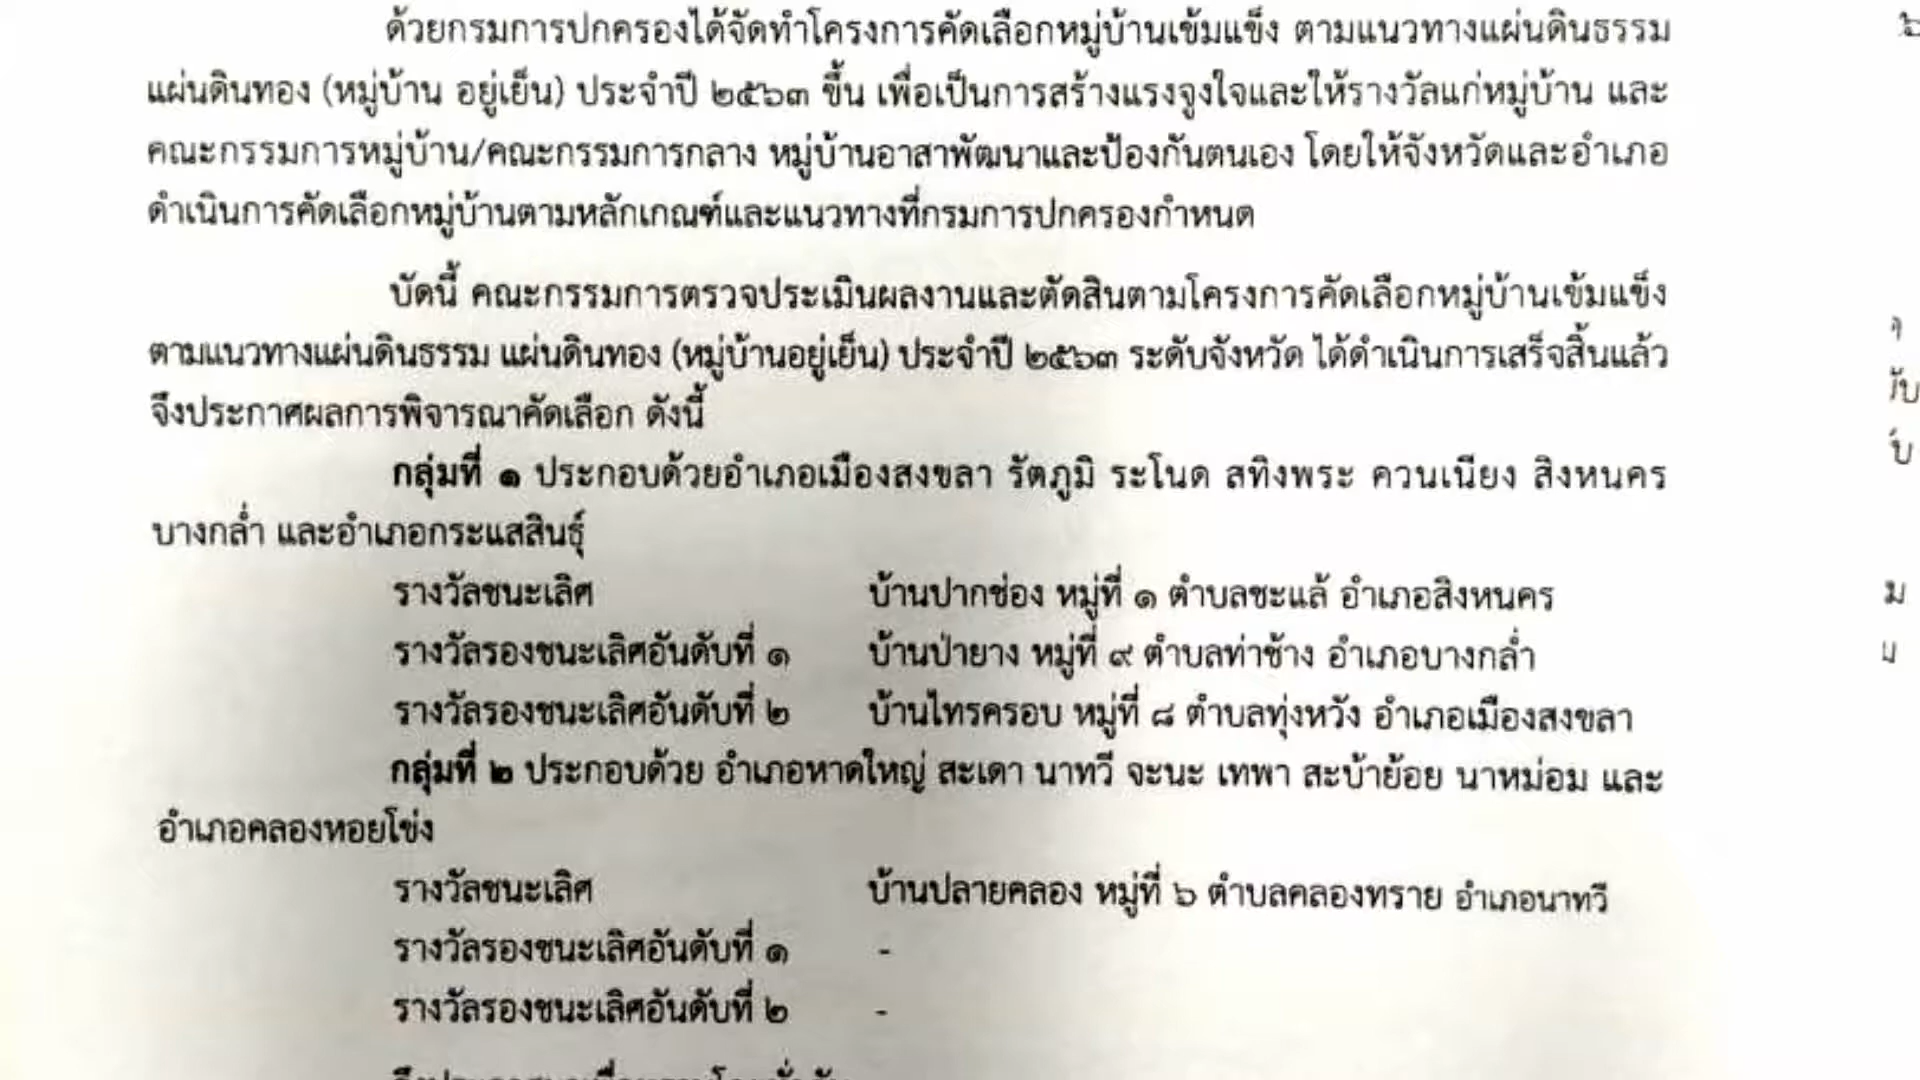 ด้วยกรมการปกครองได้จัดทำโครงการคัดเลือกหมู่บ้านเข้มแข็ง ตามแนวทางแผ่นดินธรรม
แผ่นดินทอง (หมู่บ้าน อยู่เย็น) ประจำปี ๒๕๖๓ ขึ้น เพื่อเป็นการสร้างแรงจูงใจและให้รางวัลแก่หมู่บ้าน และ
คณะกรรมการหมู่บ้าน/คณะกรรมการกลาง หมู่บ้านอาสาพัฒนาและป้องกันตนเอง โดยให้จังหวัดและอำเภอ
ดำเนินการคัดเลือกหมู่บ้านตามหลักเกณฑ์และแนวทางที่กรมการปกครองกำหนด
บัดนี้ คณะกรรมการตรวจประเมินผลงานและตัดสินตามโครงการคัดเลือกหมู่บ้านเข้มแข็ง
ตามแนวทางแผ่นดินธรรม แผ่นดินทอง (หมู่บ้านอยู่เย็น) ประจำปี ๒๕๖๓ ระดับจังหวัด ได้ดำเนินการเสร็จสิ้นแล้ว
จึงประกาศผลการพิจารณาคัดเลือก ดังนี้
กลุ่มที่ ๑ ประกอบด้วยอำเภอเมืองสงขลา รัตภูมิ ระโนด สทิงพระ ควนเนียง สิงหนคร
บางกล่ำ และอำเภอกระแสสินธุ์
รางวัลชนะเลิศ บ้านปากช่อง หมู่ที่ ๑ ตำบลชะแล้ อำเภอสิงหนคร
รางวัลรองชนะเลิศอันดับที่ ๑ บ้านป่ายาง หมู่ที่ ๙ ตำบลท่าช้าง อำเภอบางกล่ำ
รางวัลรองชนะเลิศอันดับที่ ๒ บ้านไทรครอบ หมู่ที่ ๘ ตำบลทุ่งหวัง อำเภอเมืองสงขลา
กลุ่มที่ ๒ ประกอบด้วย อำเภอหาดใหญ่ สะเดา นาทวี จะนะ เทพา สะบ้าย้อย นาหม่อม และ
อำเภอคลองหอยโข่ง
รางวัลชนะเลิศ บ้านปลายคลอง หมู่ที่ ๖ ตำบลคลองทราย อำเภอนาทวี
รางวัลรองชนะเลิศอันดับที่ ๑ -
รางวัลรองชนะเลิศอันดับที่ ๒ -